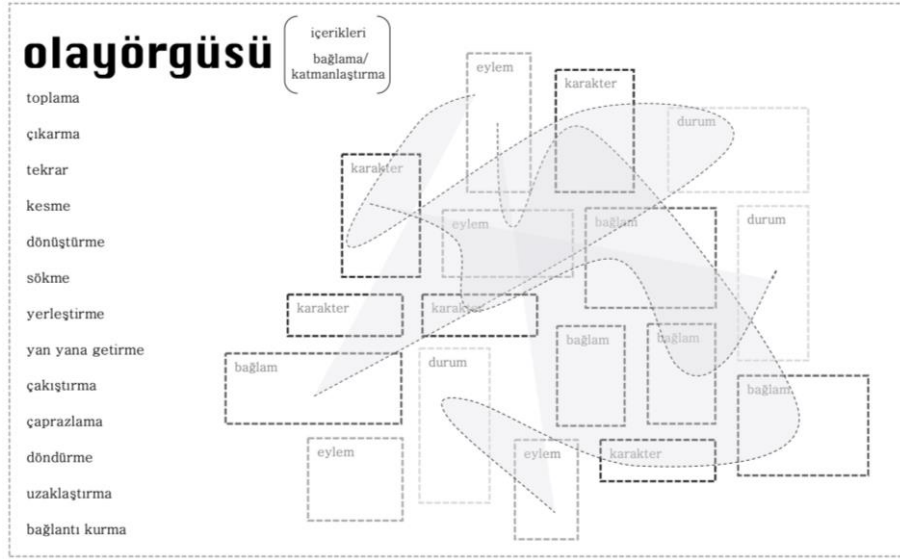 olayörgüsü
içerikleri
bağlama/
katmanlaştırma
toplama
çıkarma
tekrar
kesme
dönüştürme
sökme
yerleştirme
yan yana getirme
çakıştırma
çaprazlama
döndürme
uzaklaştırma
bağlantı kurma
eylem
karakter
durum
karakter
eylem
bağlam
durum
karakter
karakter
bağlam
bağlam
durum
bağlam
bağlam
eylem
eylem
karakter